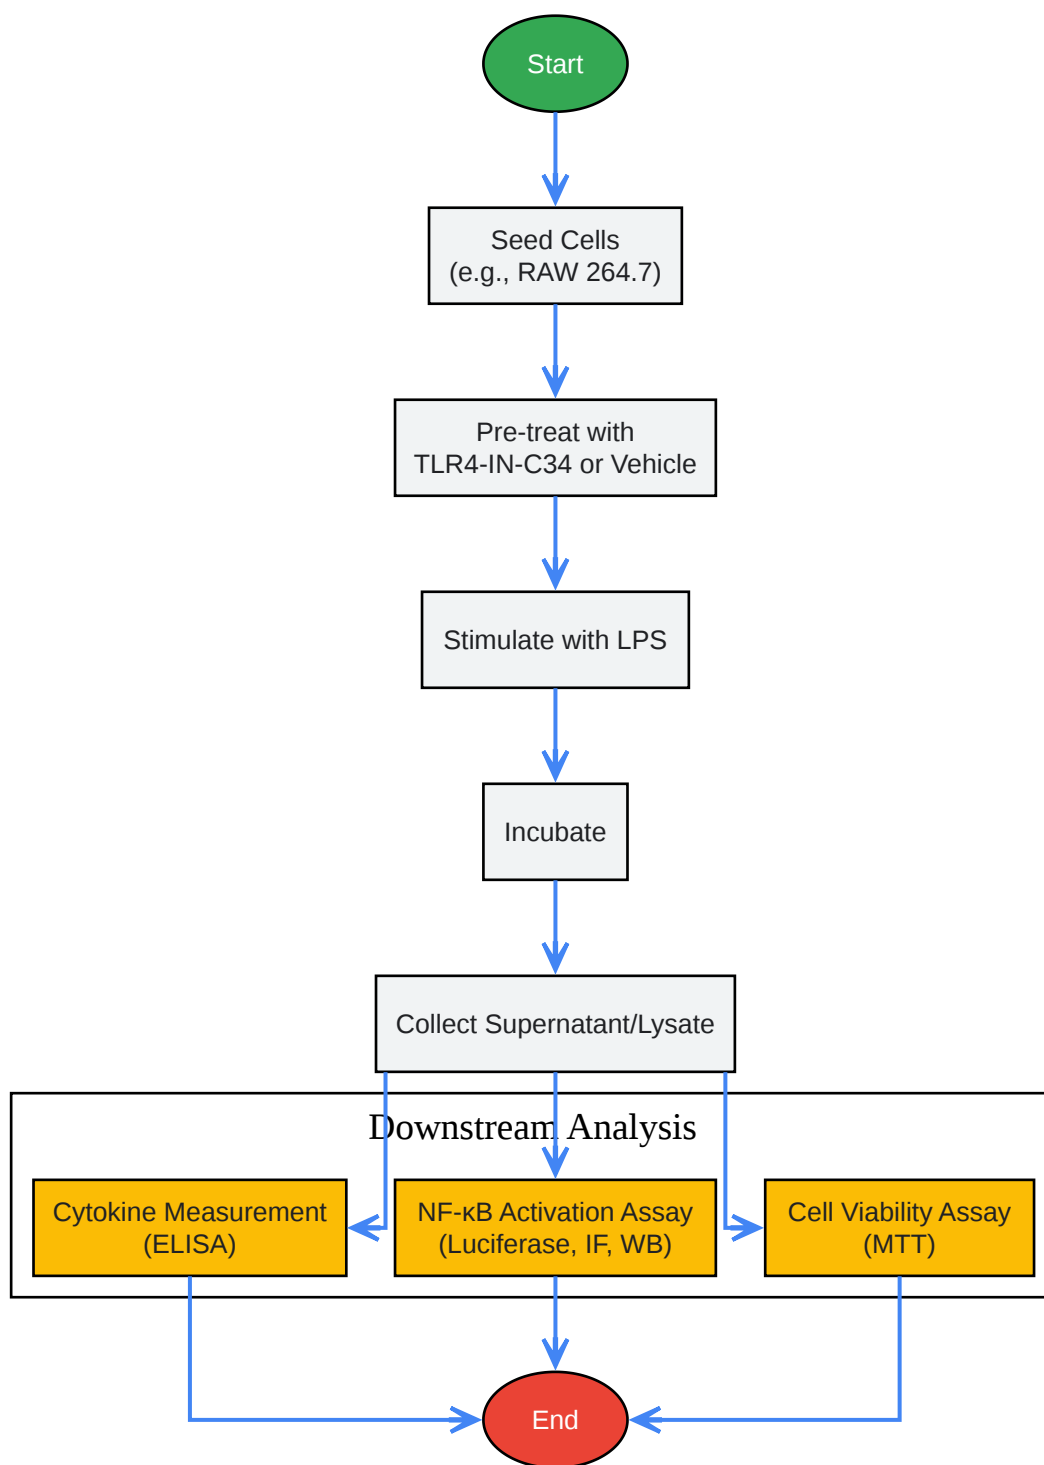 Start
Seed Cells
(e.g., RAW 264.7)
Pre-treat with
TLR4-IN-C34 or Vehicle
Stimulate with LPS
Incubate
Collect Supernatant/Lysate
Downstream Analysis
Cytokine Measurement
(ELISA)
NF-κB Activation Assay
(Luciferase, IF, WB)
Cell Viability Assay
(MTT)
End